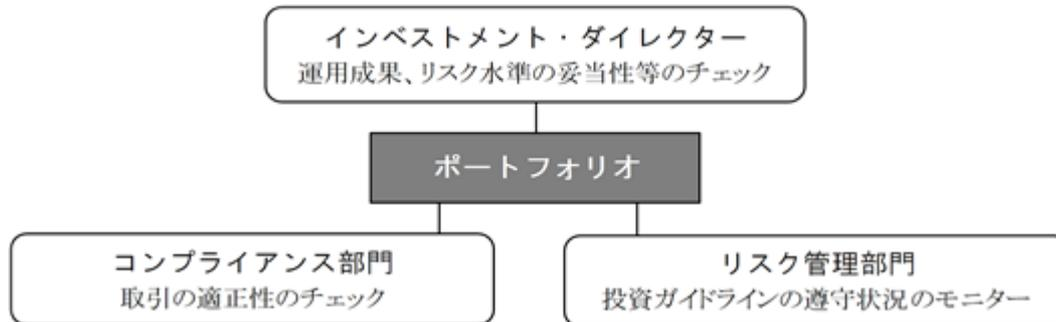 インベストメント・ダイレクター
運用成果、リスク水準の妥当性等のチェック
ポートフォリオ
コンプライアンス部門
取引の適正性のチェック
リスク管理部門
投資ガイドラインの遵守状況のモニター